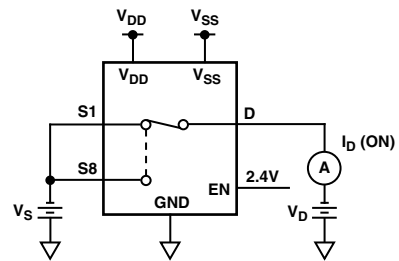 VDD VSS
VDD VSS
S1 D
ID (ON)
A
S8
2.4V
EN
GND
VS VD